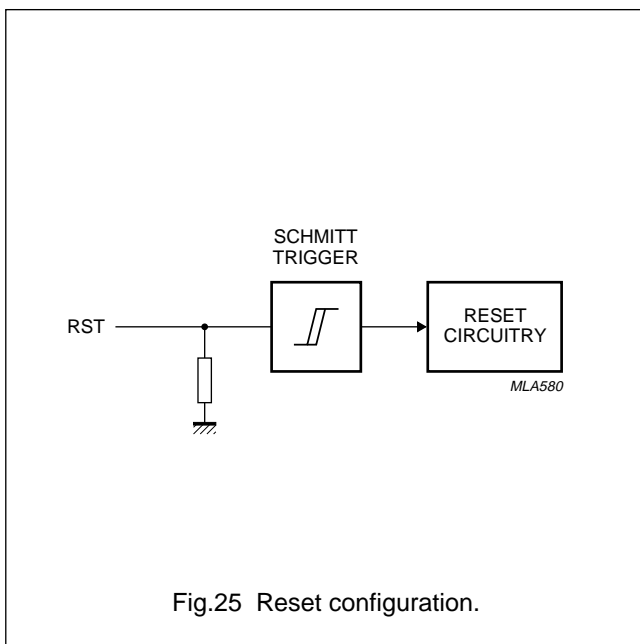 SCHMITT
TRIGGER
RST
RESET
CIRCUITRY
MLA580
Fig.25 Reset configuration.